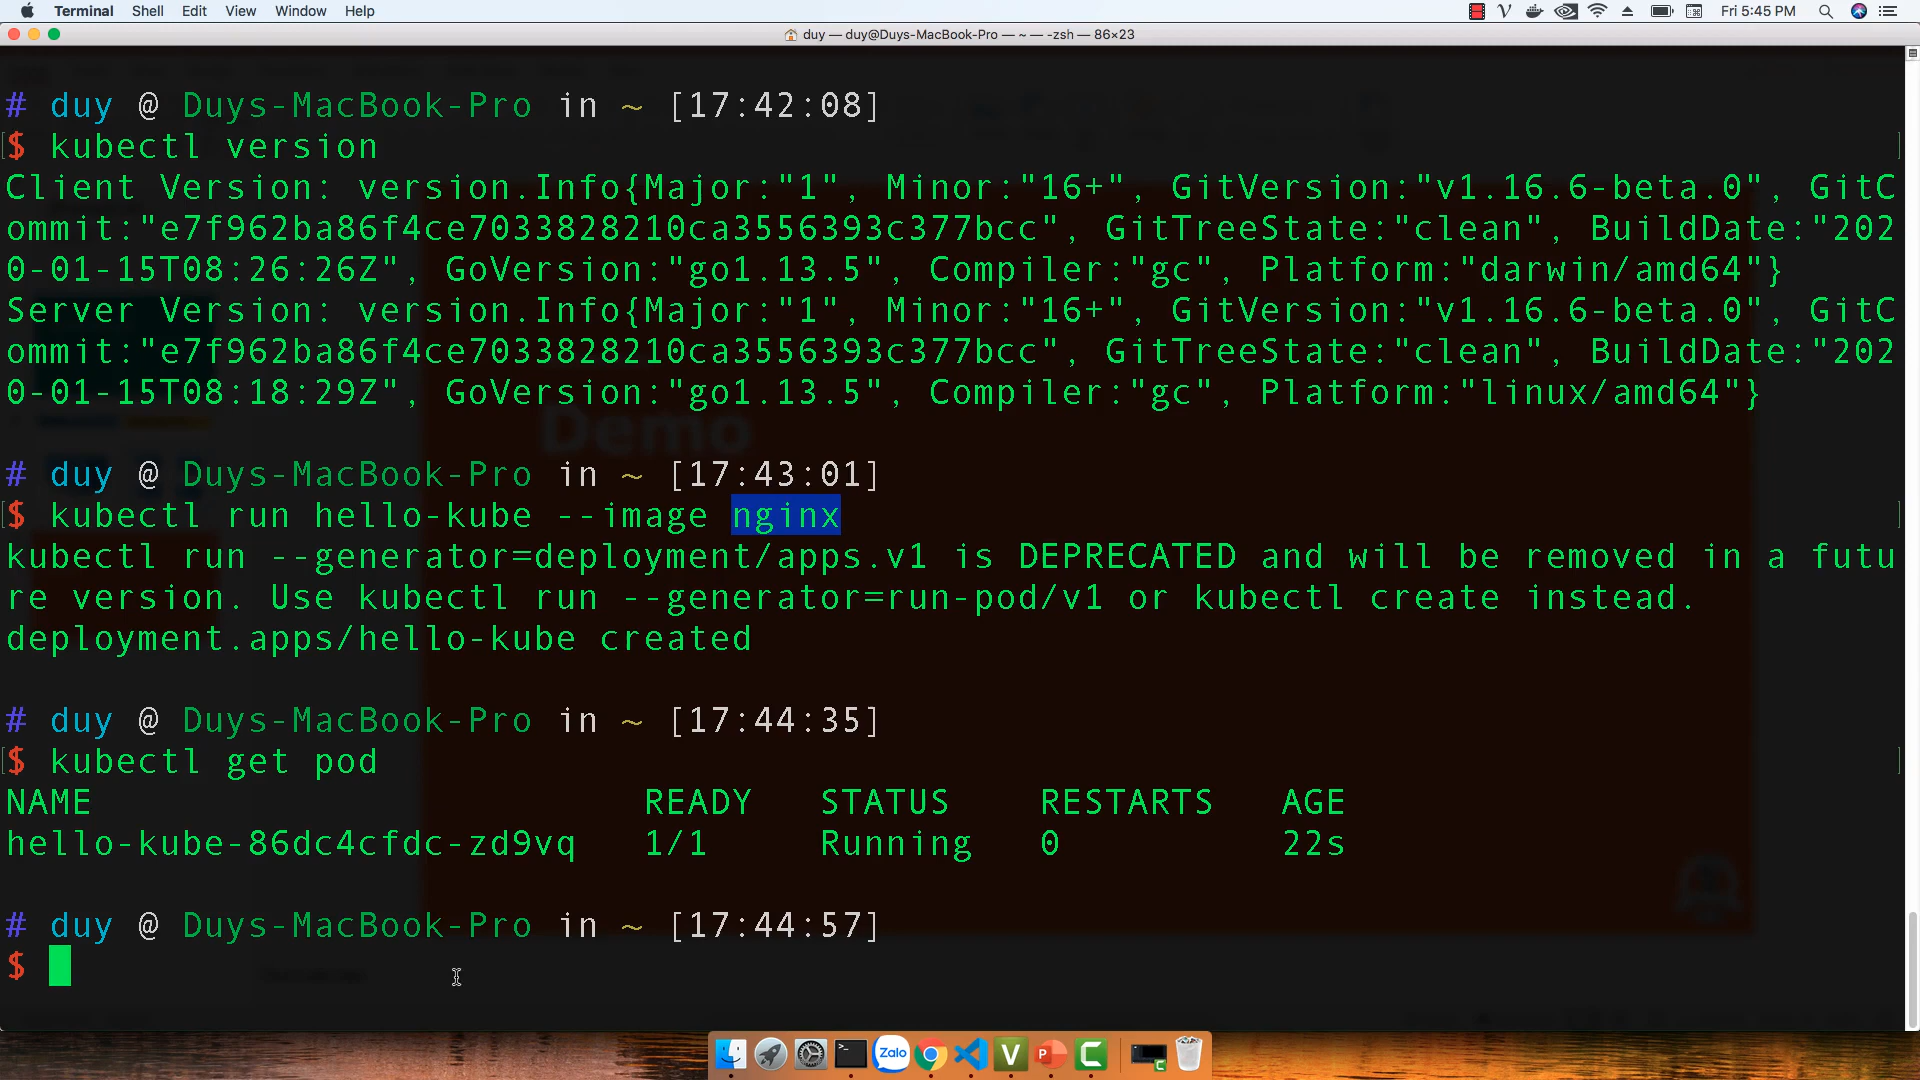 Terminal Shell Edit View Window Help Fri 5:45 PM
duy — duy@Duys-MacBook-Pro — ~ — -zsh — 86×23
# duy @ Duys-MacBook-Pro in ~ [17:42:08]
$ kubectl version
Client Version: version.Info{Major:"1", Minor:"16+", GitVersion:"v1.16.6-beta.0", GitC
ommit:"e7f962ba86f4ce7033828210ca3556393c377bcc", GitTreeState:"clean", BuildDate:"202
0-01-15T08:26:26Z", GoVersion:"go1.13.5", Compiler:"gc", Platform:"darwin/amd64"}
Server Version: version.Info{Major:"1", Minor:"16+", GitVersion:"v1.16.6-beta.0", GitC
ommit:"e7f962ba86f4ce7033828210ca3556393c377bcc", GitTreeState:"clean", BuildDate:"202
0-01-15T08:18:29Z", GoVersion:"go1.13.5", Compiler:"gc", Platform:"linux/amd64"}
Demo
# duy @ Duys-MacBook-Pro in ~ [17:43:01]
$ kubectl run hello-kube --image nginx
kubectl run --generator=deployment/apps.v1 is DEPRECATED and will be removed in a futu
re version. Use kubectl run --generator=run-pod/v1 or kubectl create instead.
deployment.apps/hello-kube created
# duy @ Duys-MacBook-Pro in ~ [17:44:35]
$ kubectl get pod
NAME READY STATUS RESTARTS AGE
hello-kube-86dc4cfdc-zd9vq 1/1 Running 0 22s
# duy @ Duys-MacBook-Pro in ~ [17:44:57]
$
Zalo